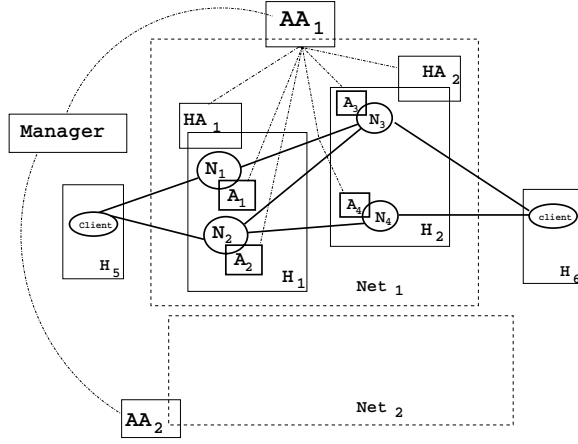 AA1
HA2
A3
N3
HA1
Manager
N1
A1
A4
N4
Client
N2
client
H2
A2
H5
H1
H6
Net 1
Net 2
AA2